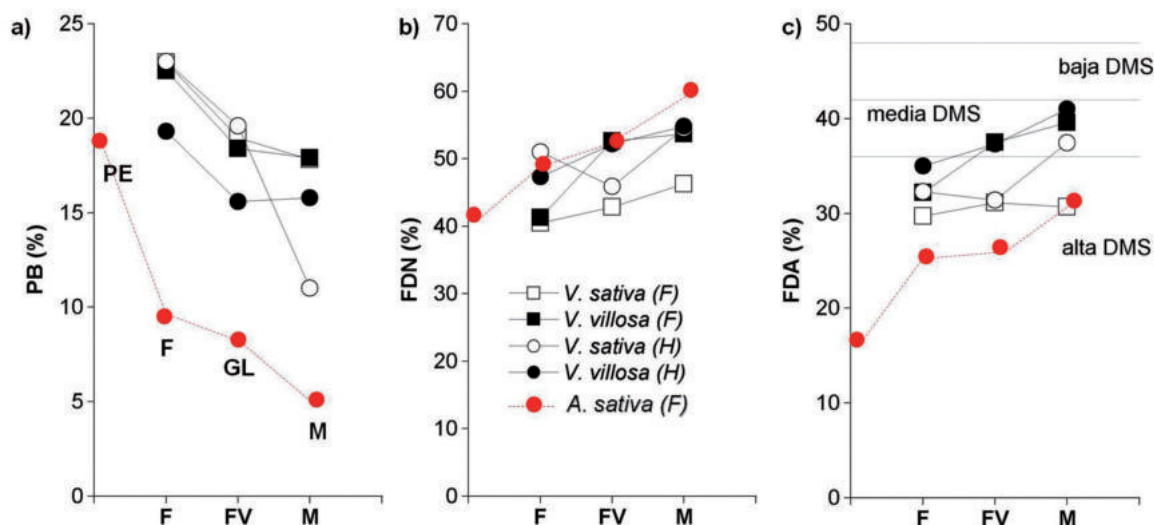 a)
PB (%)
25
20
15
10
5
0
PE
F
GL
M
F FV M
b)
FDN (%)
70
60
50
40
30
20
10
0
V. sativa (F)
V. villosa (F)
V. sativa (H)
V. villosa (H)
A. sativa (F)
F FV M
c)
FDA (%)
50
40
30
20
10
0
baja DMS
media DMS
alta DMS
F FV M